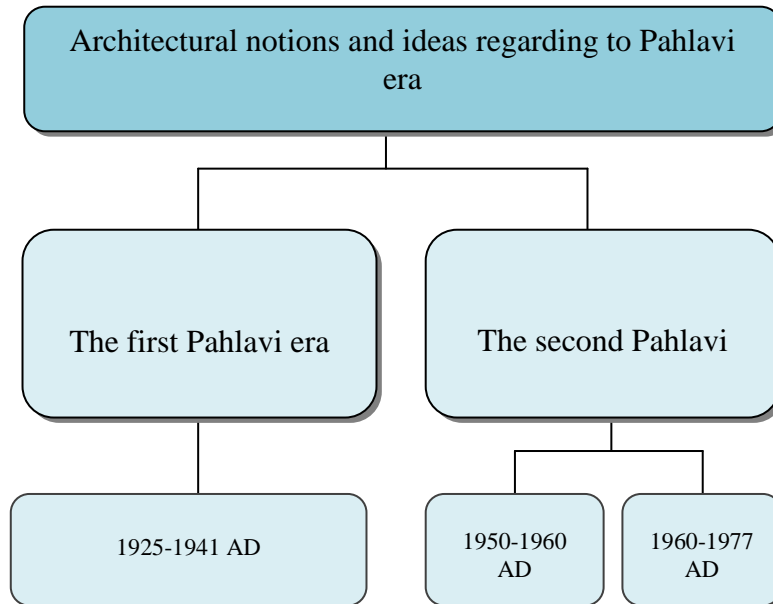 Architectural notions and ideas regarding to Pahlavi
era
The first Pahlavi era
The second Pahlavi
1925-1941 AD
1950-1960
AD
1960-1977
AD